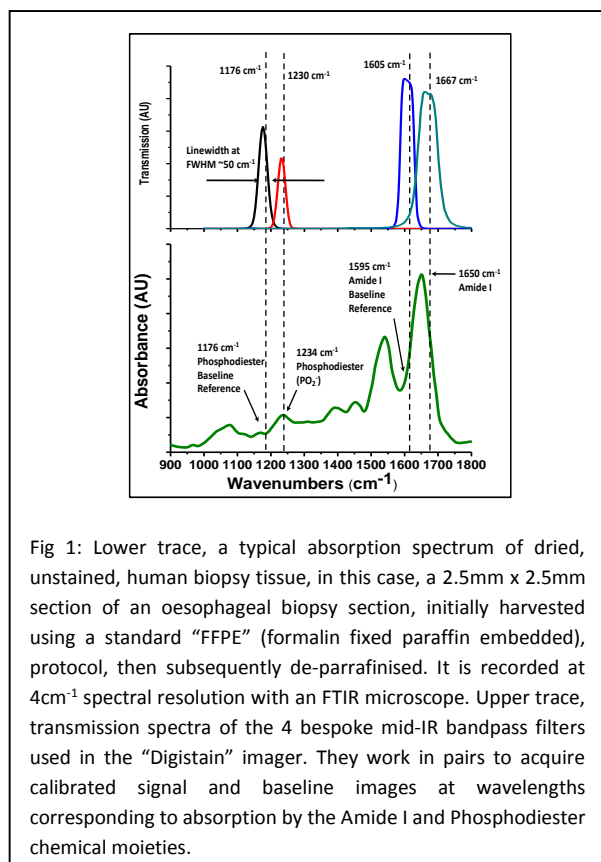 1176 cm-1
1230 cm-1
1605 cm-1
1667 cm-1
Transmission (AU)
Linewidth at
FWHM ~50 cm-1
1595 cm-1
Amide I
Baseline
Reference
1650 cm-1
Amide I
1176 cm-1
Phosphodiester
Baseline
Reference
1234 cm-1
Phosphodiester
(PO2-)
Absorbance (AU)
900 1000 1100 1200 1300 1400 1500 1600 1700 1800
Wavenumbers (cm-1)
Fig 1: Lower trace, a typical absorption spectrum of dried,
unstained, human biopsy tissue, in this case, a 2.5mm x 2.5mm
section of an oesophageal biopsy section, initially harvested
using a standard “FFPE” (formalin fixed paraffin embedded),
protocol, then subsequently de-parrafinised. It is recorded at
4cm-1 spectral resolution with an FTIR microscope. Upper trace,
transmission spectra of the 4 bespoke mid-IR bandpass filters
used in the “Digistain” imager. They work in pairs to acquire
calibrated signal and baseline images at wavelengths
corresponding to absorption by the Amide I and Phosphodiester
chemical moieties.